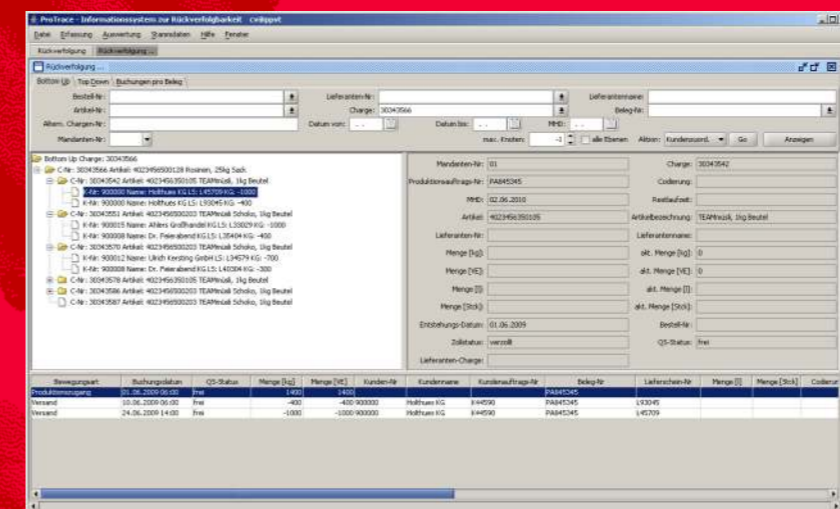 ProTrace - Informationssystem zur Rückverfolgbarkeit cwikppvt
Datei Erfassung Auswertung Stammdaten Hilfe Fenster
Rückverfolgung Rückverfolgung ...
Rückverfolgung ...
Bottom Up Top Down Buchungen pro Beleg
Bestell-Nr: Lieferanten-Nr: Lieferantenname:
Artikel-Nr: Charge: 30343566 Beleg-Nr:
Altern. Chargen-Nr: Datum von: . . Datum bis: . . MHD: . .
Mandanten-Nr: max. Knoten: -1 alle Ebenen Aktion: Kundenausl. Go Anzeigen
Bottom Up Charge: 30343566
C-Nr: 30343566 Artikel: 4023456500128 Rosinen, 25kg Sack
C-Nr: 30343542 Artikel: 4023456350105 TEAMmüsli, 1kg Beutel
K-Nr: 900000 Name: Holthues KG LS: L45709 KG: -1000
K-Nr: 900000 Name: Holthues KG LS: L93045 KG: -400
C-Nr: 30343551 Artikel: 4023456500203 TEAMmüsli Schoko, 1kg Beutel
K-Nr: 900015 Name: Ahlers Großhandel KG LS: L33029 KG: -1000
K-Nr: 900008 Name: Dr. Feierabend KG LS: L35404 KG: -400
C-Nr: 30343570 Artikel: 4023456500203 TEAMmüsli Schoko, 1kg Beutel
K-Nr: 900012 Name: Ulrich Kersting GmbH LS: L34579 KG: -700
K-Nr: 900008 Name: Dr. Feierabend KG LS: L40304 KG: -300
C-Nr: 30343578 Artikel: 4023456350105 TEAMmüsli, 1kg Beutel
C-Nr: 30343586 Artikel: 4023456500203 TEAMmüsli Schoko, 1kg Beutel
C-Nr: 30343587 Artikel: 4023456500203 TEAMmüsli Schoko, 1kg Beutel
Mandanten-Nr: 01 Charge: 30343542
Produktionsauftrags-Nr: PA845345 Codierung:
MHD: 02.06.2010 Restlaufzeit:
Artikel: 4023456350105 Artikelbezeichnung: TEAMmüsli, 1kg Beutel
Lieferanten-Nr: Lieferantenname:
Menge [kg]: akt. Menge [kg]: 0
Menge [VE]: akt. Menge [VE]: 0
Menge [l]: akt. Menge [l]:
Menge [Stck]: akt. Menge [Stck]:
Entstehungs-Datum: 01.06.2009 Bestell-Nr:
Zollstatus: verzollt QS-Status: frei
Lieferanten-Charge:
Bewegungsart Buchungsdatum QS-Status Menge [kg] Menge [VE] Kunden-Nr Kundenname Kundenauftrags-Nr Beleg-Nr Lieferschein-Nr Menge [l] Menge [Stck] Codierun
Produktionszugang 01.06.2009 06:00 frei 1400 1400 PA845345
Versand 10.06.2009 06:00 frei -400 -400 900000 Holthues KG K44590 PA845345 L93045
Versand 24.06.2009 14:00 frei -1000 -1000 900000 Holthues KG K44590 PA845345 L45709